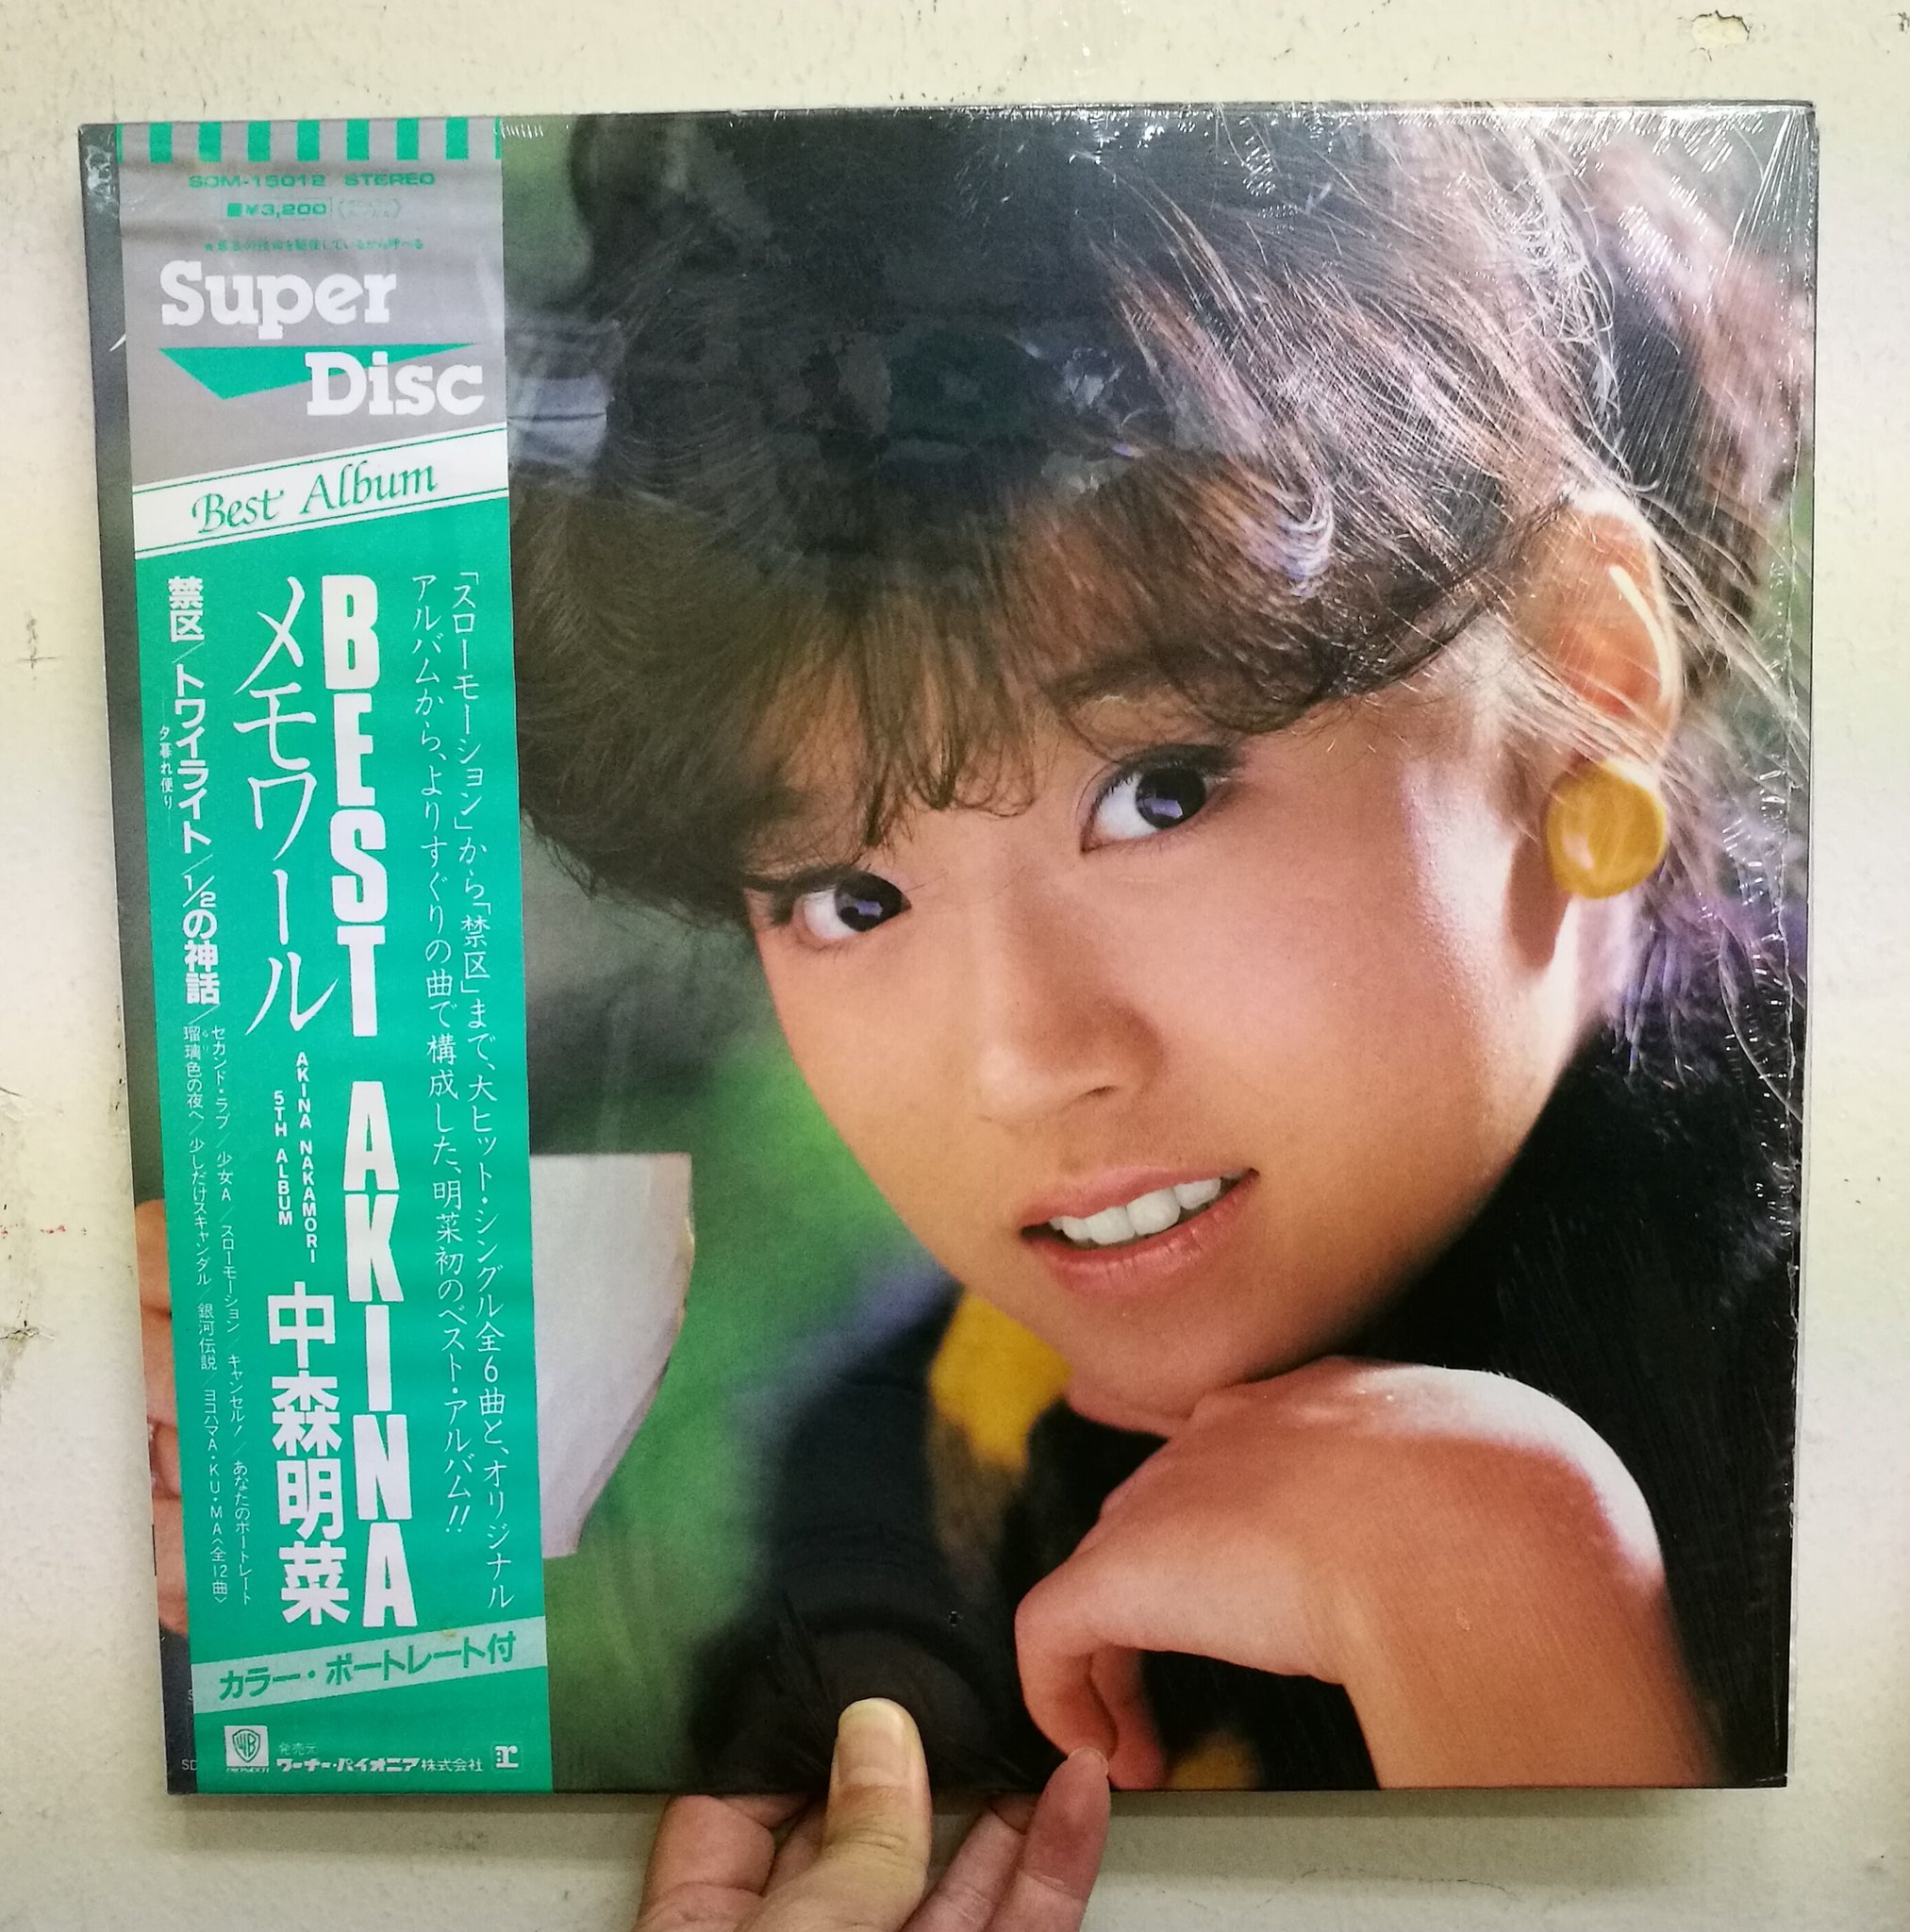 SDM-15012 STEREO
¥3,200
Super
Disc
Best Album
「スローモーション」から「禁区」まで、大ヒット・シングル全6曲と、オリジナル
アルバムから、よりすぐりの曲で構成した、明菜初のベスト・アルバム!!
BEST AKINA
メモワール
AKINA NAKAMORI
5TH ALBUM
中森明菜
禁区/トワイライト/½の神話/
夕暮れ便り
セカンド・ラブ/少女A/スローモーション/キャンセル!/あなたのポートレート
瑠璃色の夜へ/少しだけスキャンダル/銀河伝説/ヨコハマA・KU・MA〈全12曲〉
カラー・ポートレート付
WB
発売元
ワーナー・パイオニア株式会社
r
SD